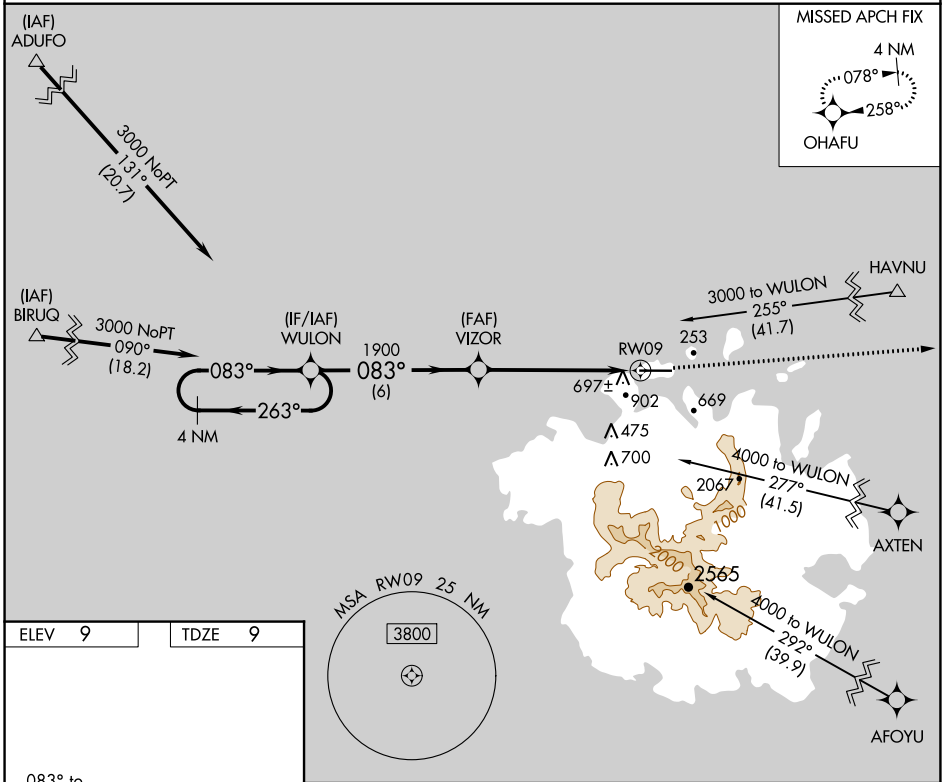 MISSED APCH FIX
4 NM
078°
258°
OHAFU
(IAF)
ADUFO
3000 NoPT
131°
(20.7)
(IAF)
BIRUQ
3000 NoPT
090°
(18.2)
(IF/IAF)
WULON
083°
263°
4 NM
1900
083°
(6)
(FAF)
VIZOR
RW09
HAVNU
3000 to WULON
255°
(41.7)
253
697±
902
669
475
700
4000 to WULON
277°
(41.5)
AXTEN
2067
1000
2000
2565
4000 to WULON
292°
(39.9)
AFOYU
MSA RW09 25 NM
3800
ELEV 9
TDZE 9
083° to